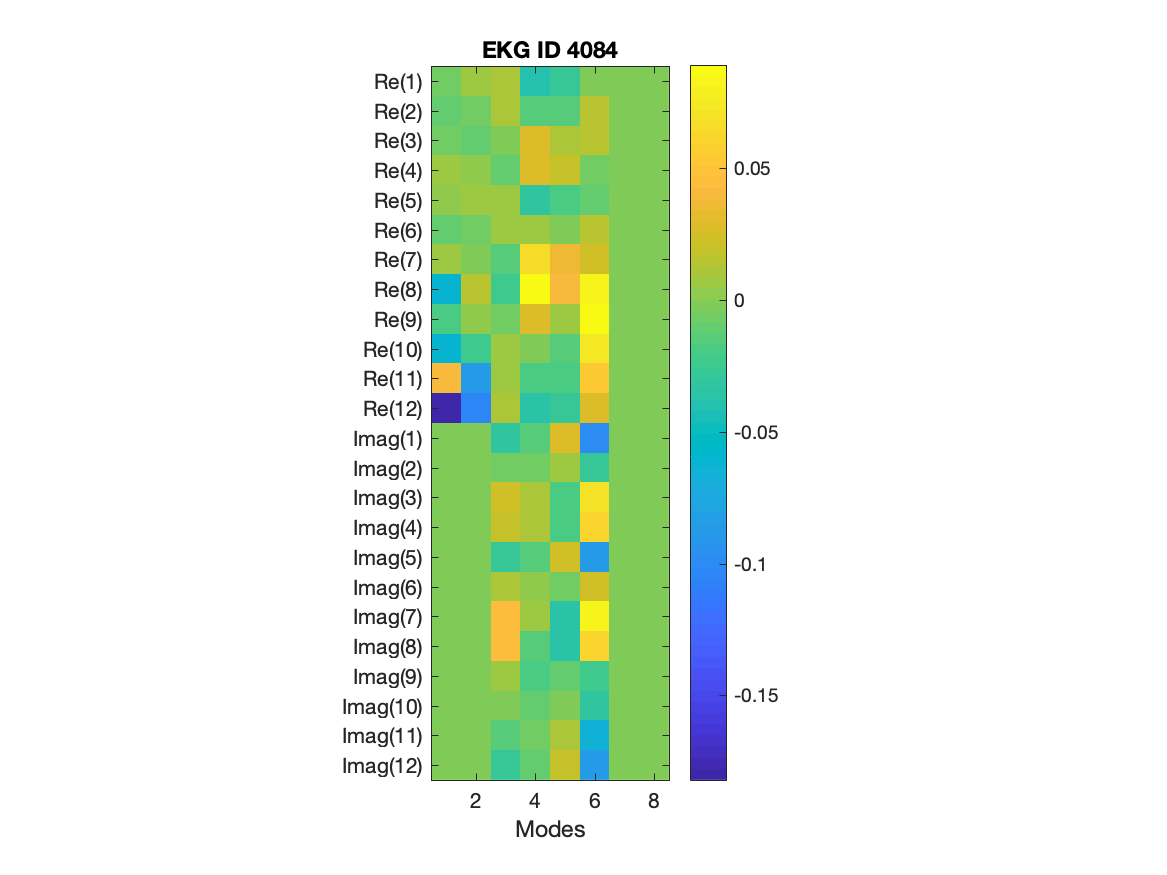 EKG ID 4084
Re(1)
Re(2)
Re(3)
Re(4)
Re(5)
Re(6)
Re(7)
Re(8)
Re(9)
Re(10)
Re(11)
Re(12)
Imag(1)
Imag(2)
Imag(3)
Imag(4)
Imag(5)
Imag(6)
Imag(7)
Imag(8)
Imag(9)
Imag(10)
Imag(11)
Imag(12)
2 4 6 8
Modes
0.05
0
-0.05
-0.1
-0.15